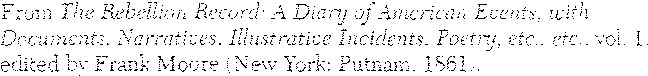 From The Rebellion Record: A Diary of American Events, with
Documents, Narratives, Illustrative Incidents, Poetry, etc., etc., vol. 1,
edited by Frank Moore (New York: Putnam, 1861).